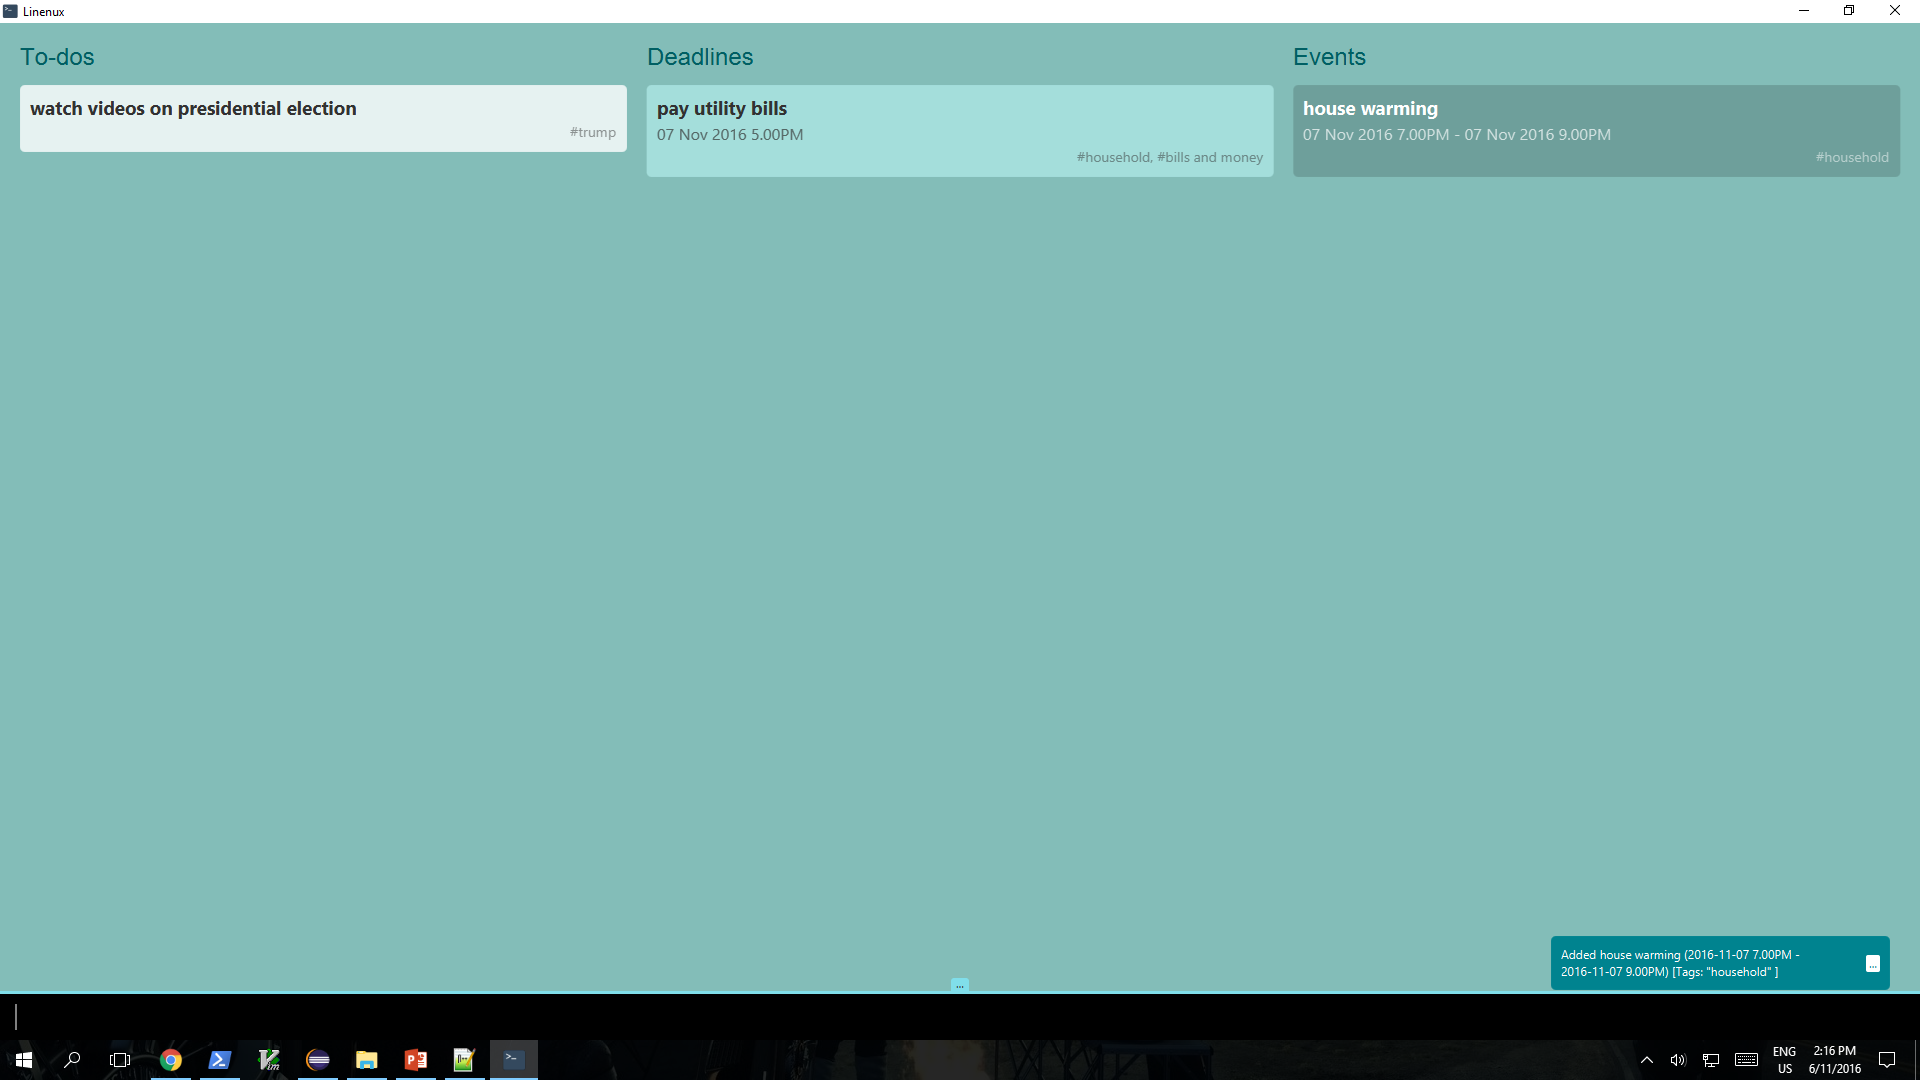 Linenux
To-dos
watch videos on presidential election
#trump
Deadlines
pay utility bills
07 Nov 2016 5.00PM
#household, #bills and money
Events
house warming
07 Nov 2016 7.00PM - 07 Nov 2016 9.00PM
#household
Added house warming (2016-11-07 7.00PM -
2016-11-07 9.00PM) [Tags: "household" ]
...
...
ENG
US
2:16 PM
6/11/2016